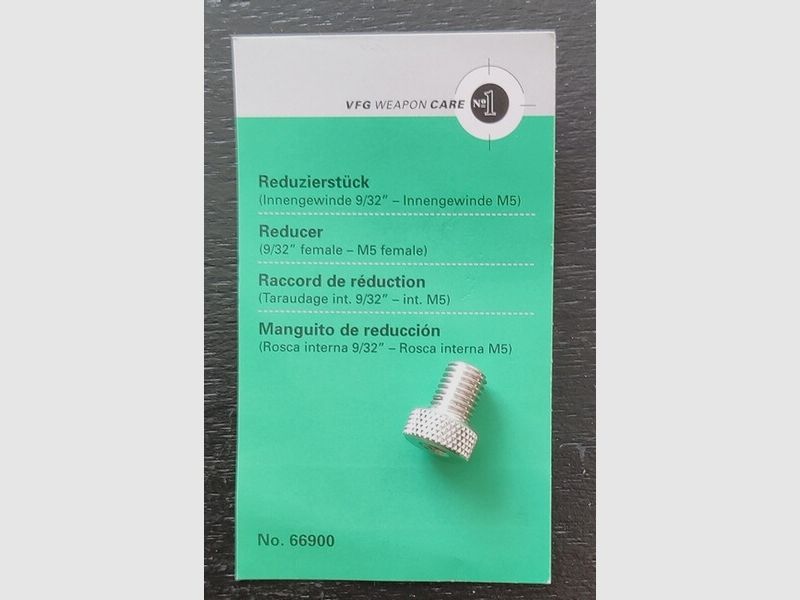 VFG WEAPON CARE №1
Reduzierstück
(Innengewinde 9/32” – Innengewinde M5)
Reducer
(9/32” female – M5 female)
Raccord de réduction
(Taraudage int. 9/32” – int. M5)
Manguito de reducción
(Rosca interna 9/32” – Rosca interna M5)
No. 66900